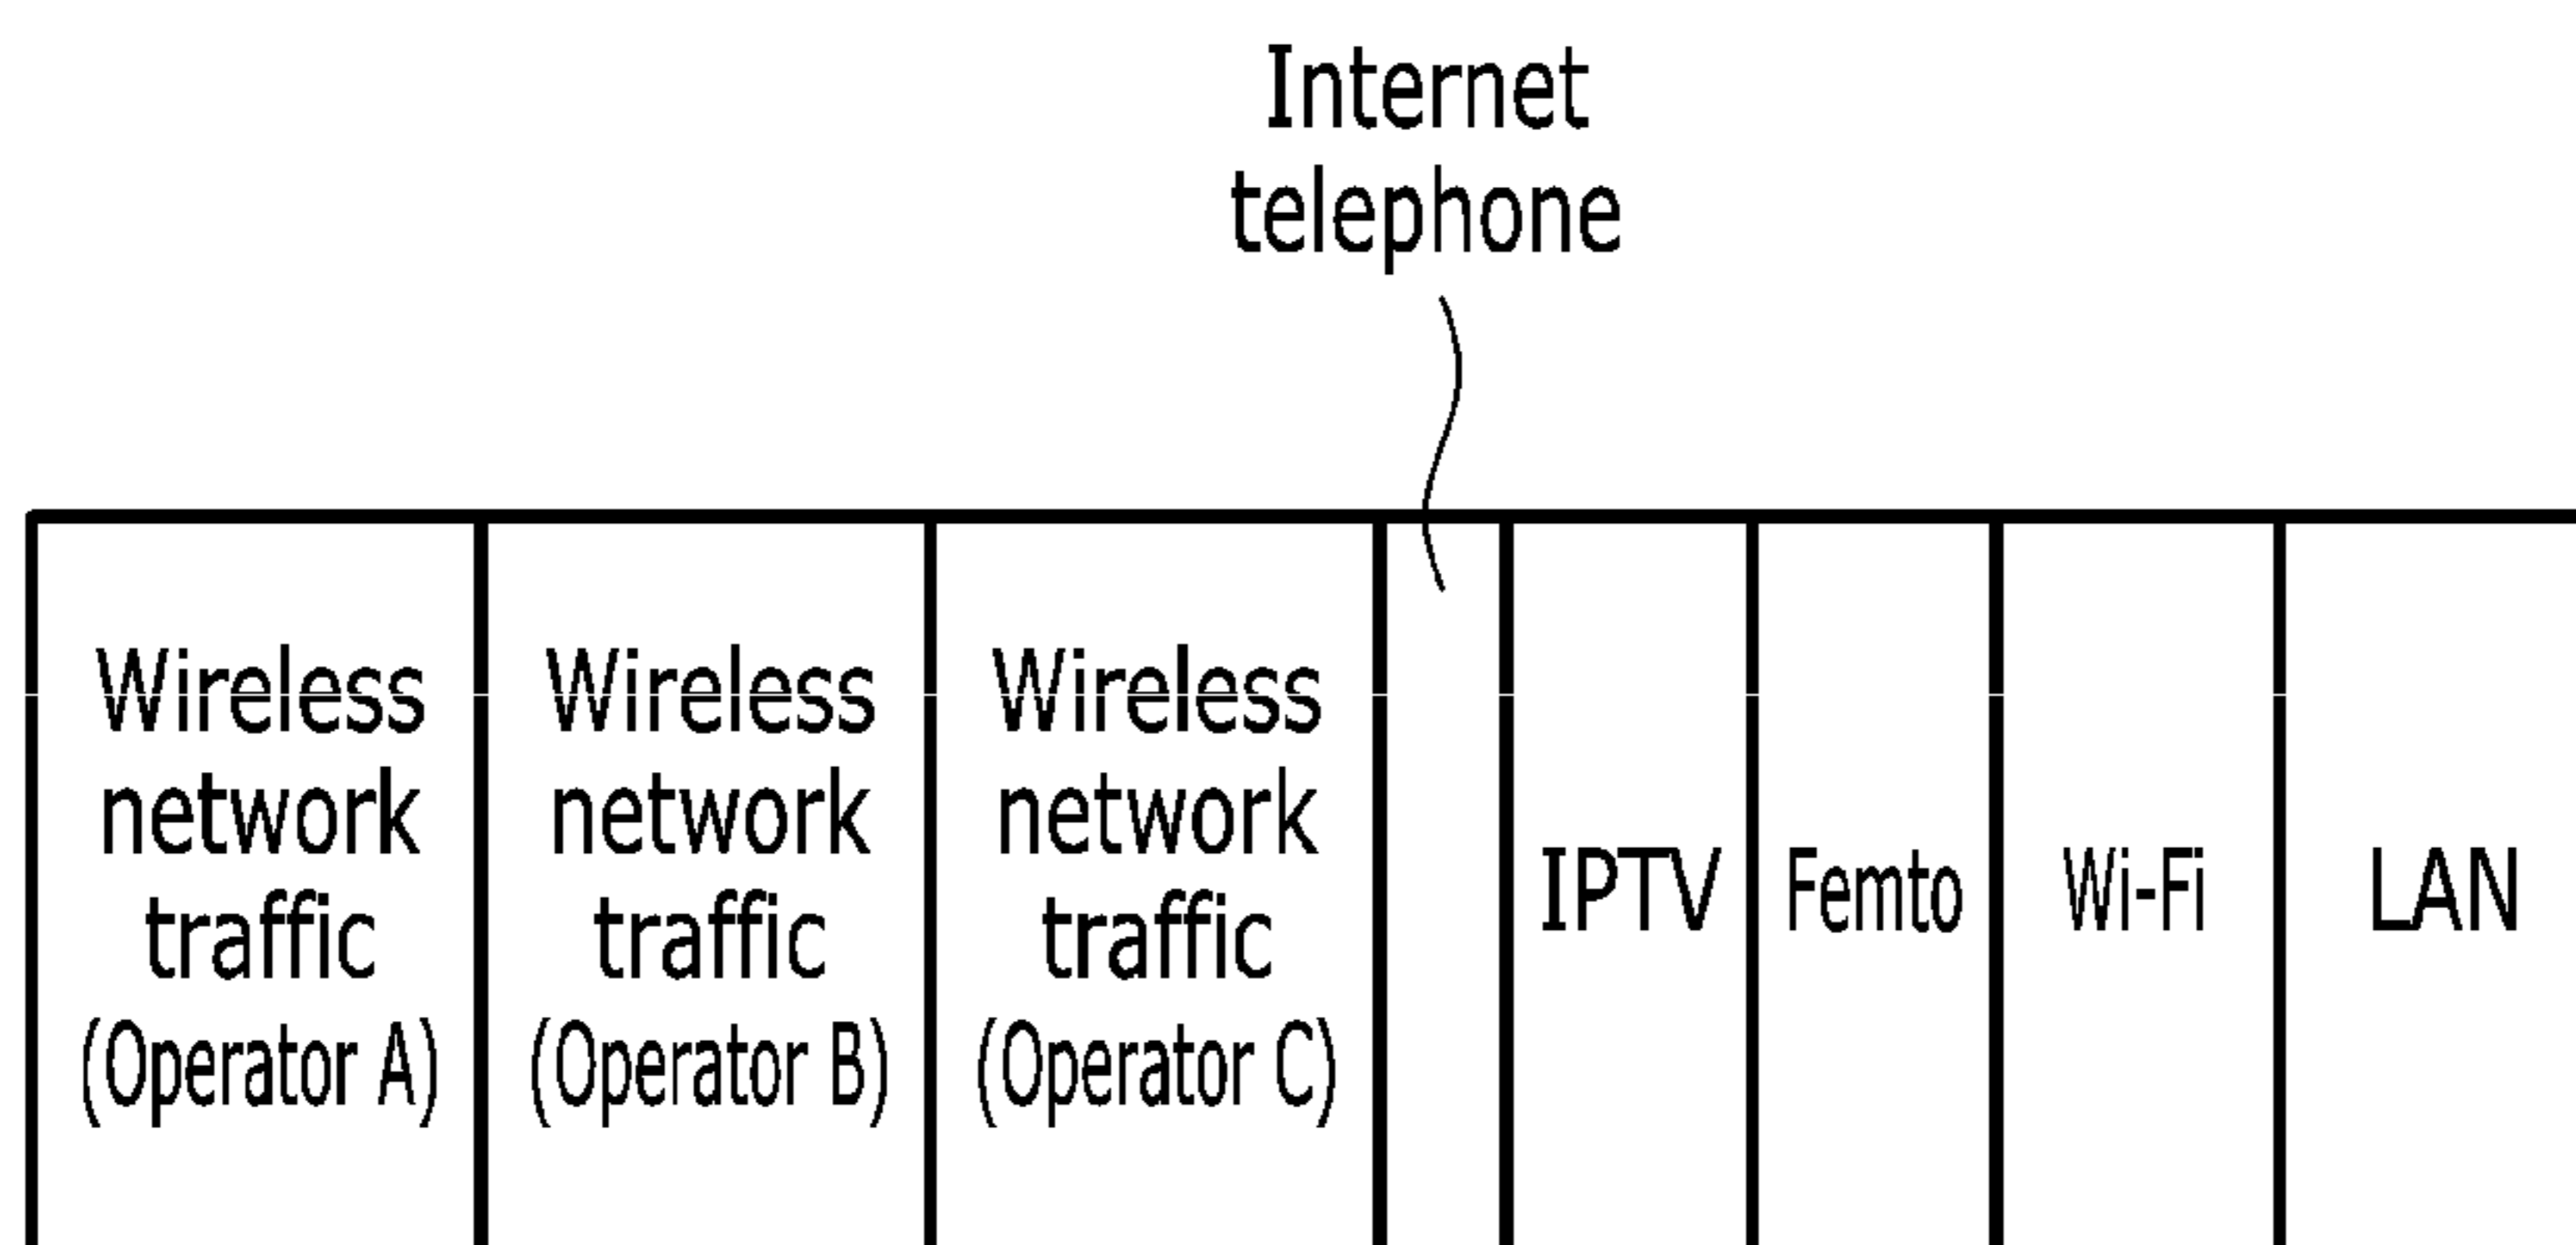 Internet
telephone
Wireless
network
traffic
(Operator A)
Wireless
network
traffic
(Operator B)
Wireless
network
traffic
(Operator C)
IPTV
Femto
Wi-Fi
LAN